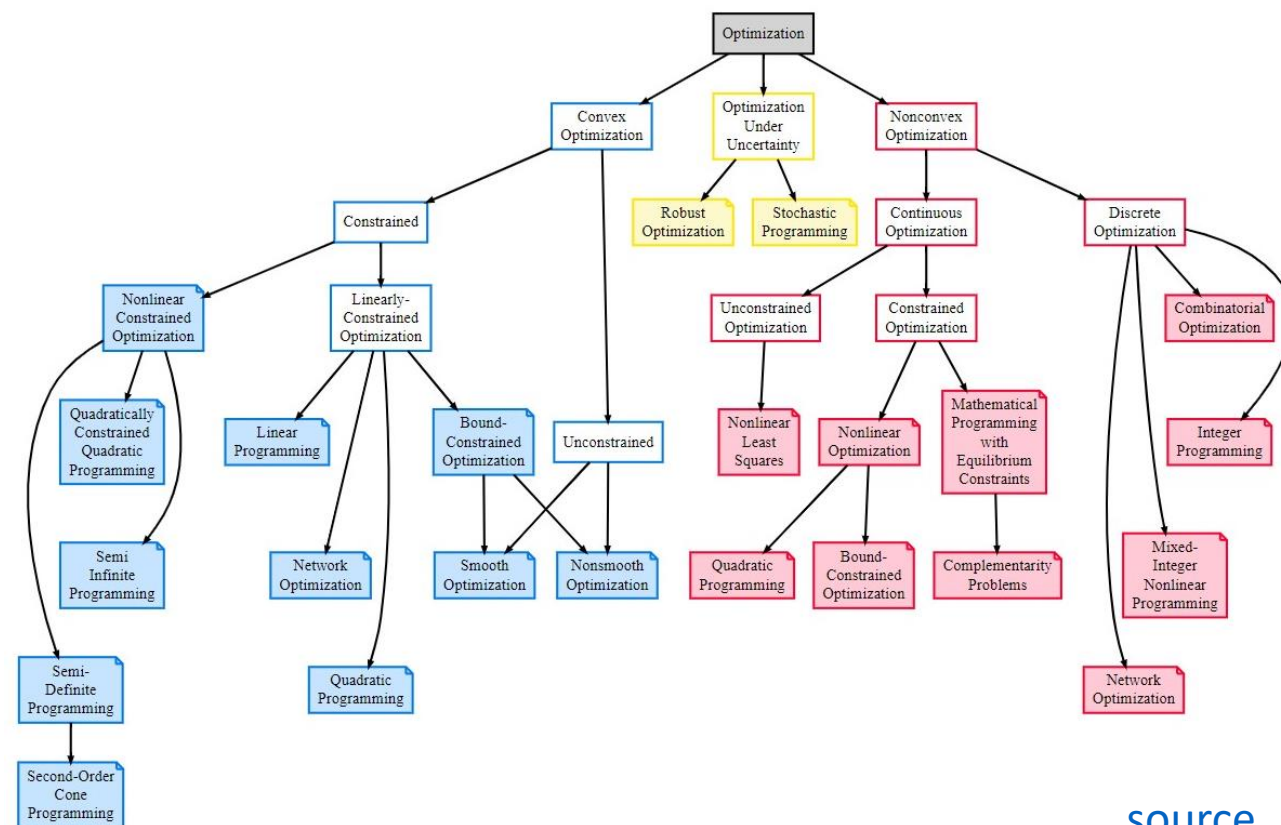 Optimization
Convex
Optimization
Optimization
Under
Uncertainty
Nonconvex
Optimization
Constrained
Robust
Optimization
Stochastic
Programming
Continuous
Optimization
Discrete
Optimization
Nonlinear
Constrained
Optimization
Linearly-
Constrained
Optimization
Unconstrained
Optimization
Constrained
Optimization
Combinatorial
Optimization
Quadratically
Constrained
Quadratic
Programming
Linear
Programming
Bound-
Constrained
Optimization
Unconstrained
Nonlinear
Least
Squares
Nonlinear
Optimization
Mathematical
Programming
with
Equilibrium
Constraints
Integer
Programming
Semi
Infinite
Programming
Network
Optimization
Smooth
Optimization
Nonsmooth
Optimization
Quadratic
Programming
Bound-
Constrained
Optimization
Complementarity
Problems
Mixed-
Integer
Nonlinear
Programming
Semi-
Definite
Programming
Quadratic
Programming
Network
Optimization
Second-Order
Cone
Programming
source